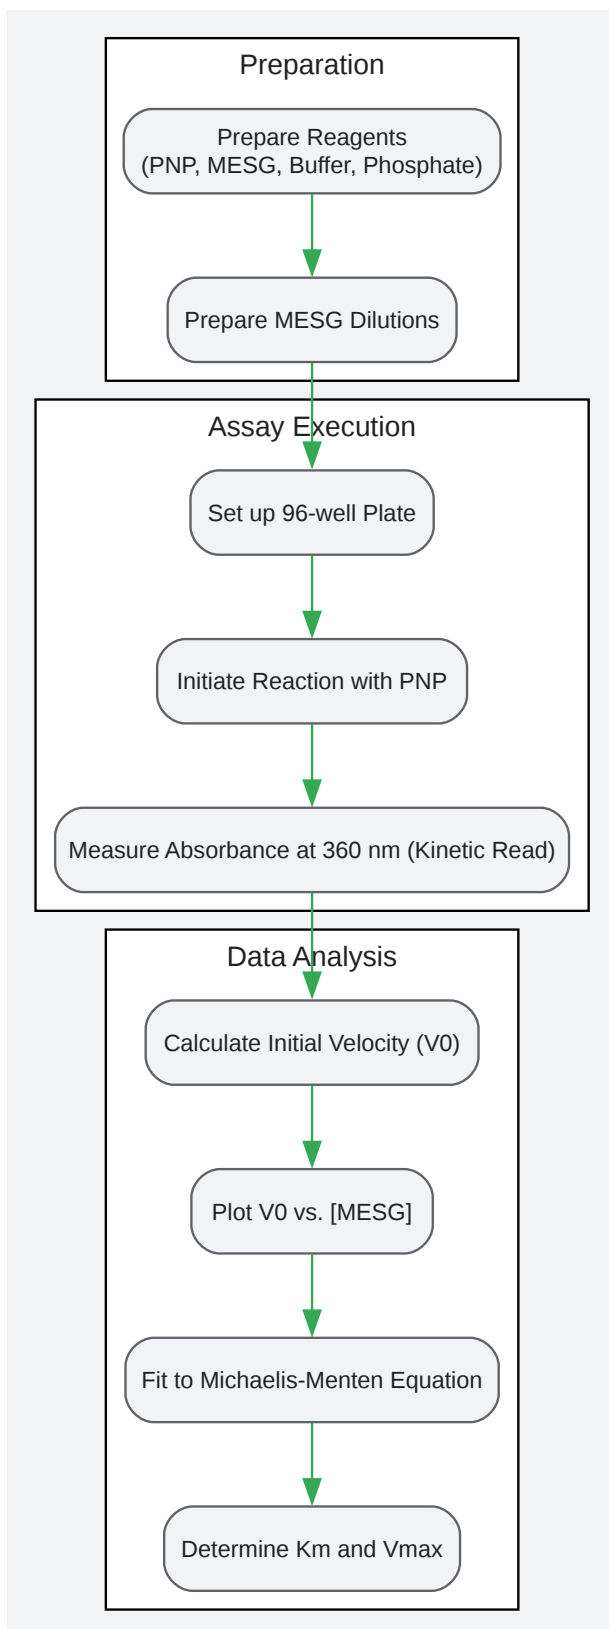 Preparation
Prepare Reagents
(PNP, MESG, Buffer, Phosphate)
Prepare MESG Dilutions
Assay Execution
Set up 96-well Plate
Initiate Reaction with PNP
Measure Absorbance at 360 nm (Kinetic Read)
Data Analysis
Calculate Initial Velocity (V0)
Plot V0 vs. [MESG]
Fit to Michaelis-Menten Equation
Determine Km and Vmax